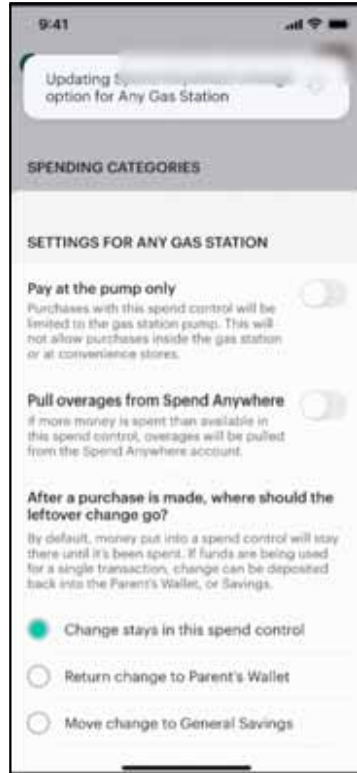 9:41
Updating
option for Any Gas Station
SPENDING CATEGORIES
SETTINGS FOR ANY GAS STATION
Pay at the pump only
Purchases with this spend control will be
limited to the gas station pump. This will
not allow purchases inside the gas station
or at convenience stores.
Pull overages from Spend Anywhere
If more money is spent than available in
this spend control, overages will be pulled
from the Spend Anywhere account.
After a purchase is made, where should the
leftover change go?
By default, money put into a spend control will stay
there until it's been spent. If funds are being used
for a single transaction, change can be deposited
back into the Parent's Wallet, or Savings.
Change stays in this spend control
Return change to Parent's Wallet
Move change to General Savings